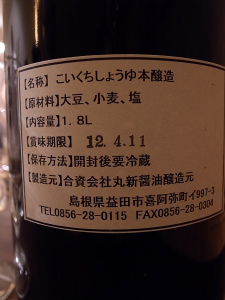 【名称】 こいくちしょうゆ本醸造
【原材料】大豆、小麦、塩
【内容量】1.8L
【賞味期限】 12.4.11
【保存方法】開封後要冷蔵
【製造元】合資会社丸新醤油醸造元
島根県益田市喜阿弥町イ997-3
TEL0856-28-0115 FAX0856-28-0304